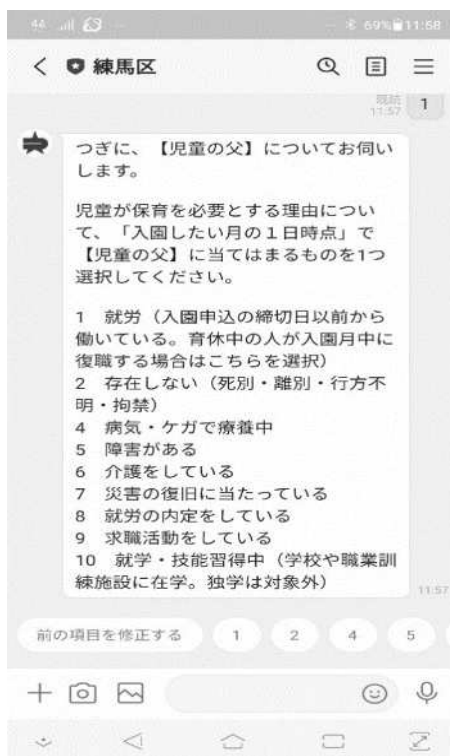 69% 11:58
練馬区
既読
11:57
1
つぎに、【児童の父】についてお伺い
します。
児童が保育を必要とする理由につい
て、「入園したい月の１日時点」で
【児童の父】に当てはまるものを1つ
選択してください。
1　就労（入園申込の締切日以前から
働いている。育休中の人が入園月中に
復職する場合はこちらを選択）
2　存在しない（死別・離別・行方不
明・拘禁）
4　病気・ケガで療養中
5　障害がある
6　介護をしている
7　災害の復旧に当たっている
8　就労の内定をしている
9　求職活動をしている
10　就学・技能習得中（学校や職業訓
練施設に在学。独学は対象外）
11:57
前の項目を修正する 1 2 4 5